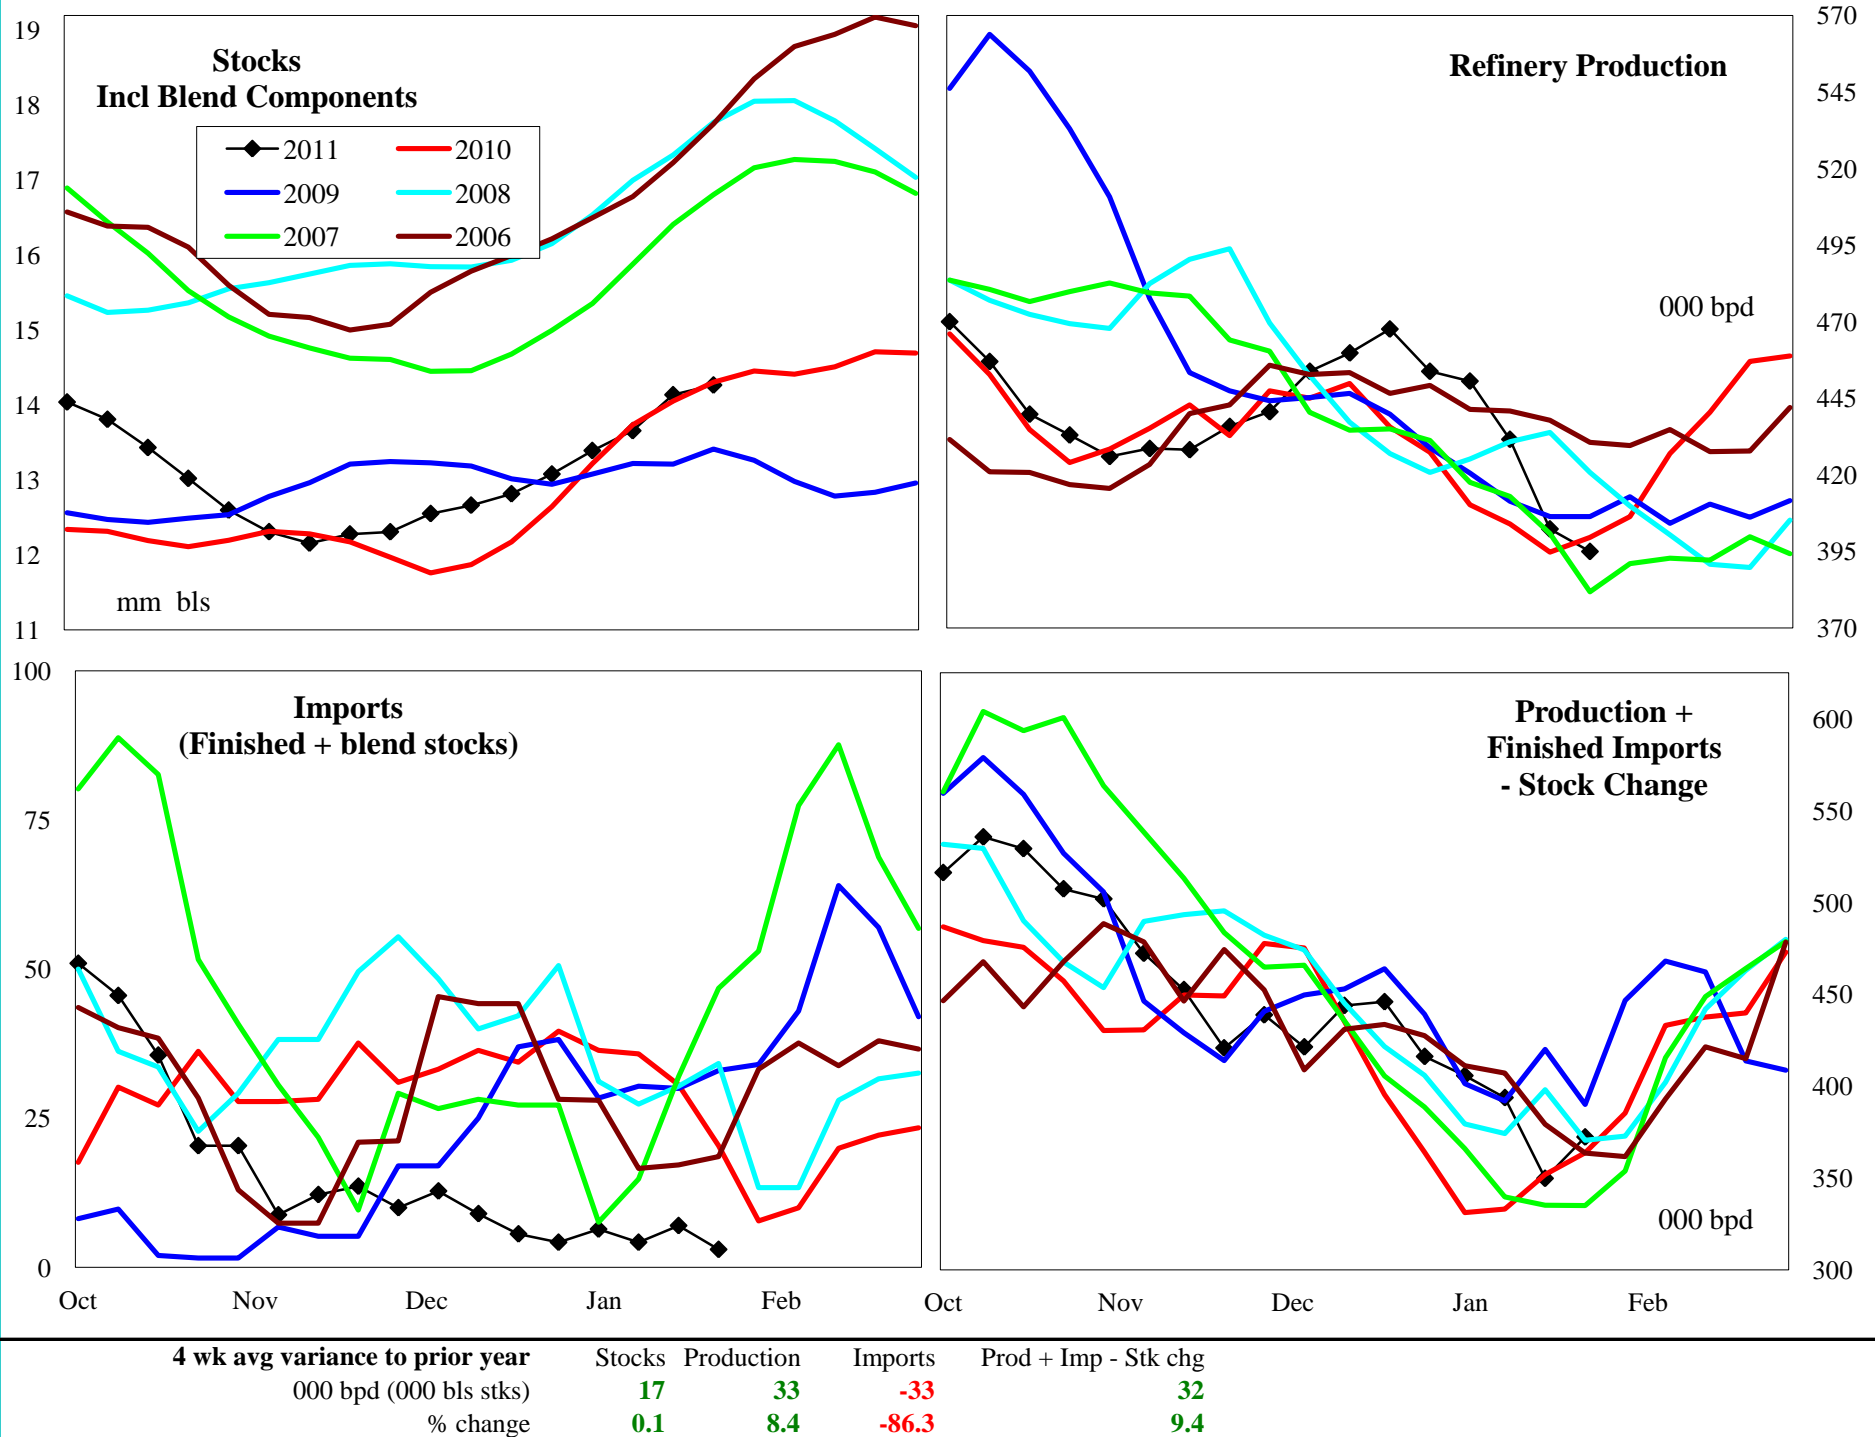 Stocks
Incl Blend Components
2011 2010
2009 2008
2007 2006
mm bls
19
18
17
16
15
14
13
12
11
Refinery Production
000 bpd
570
545
520
495
470
445
420
395
370
Imports
(Finished + blend stocks)
100
75
50
25
0
Oct Nov Dec Jan Feb
Production +
Finished Imports
- Stock Change
000 bpd
600
550
500
450
400
350
300
Oct Nov Dec Jan Feb
4 wk avg variance to prior year Stocks Production Imports Prod + Imp - Stk chg
000 bpd (000 bls stks) 17 33 -33 32
% change 0.1 8.4 -86.3 9.4